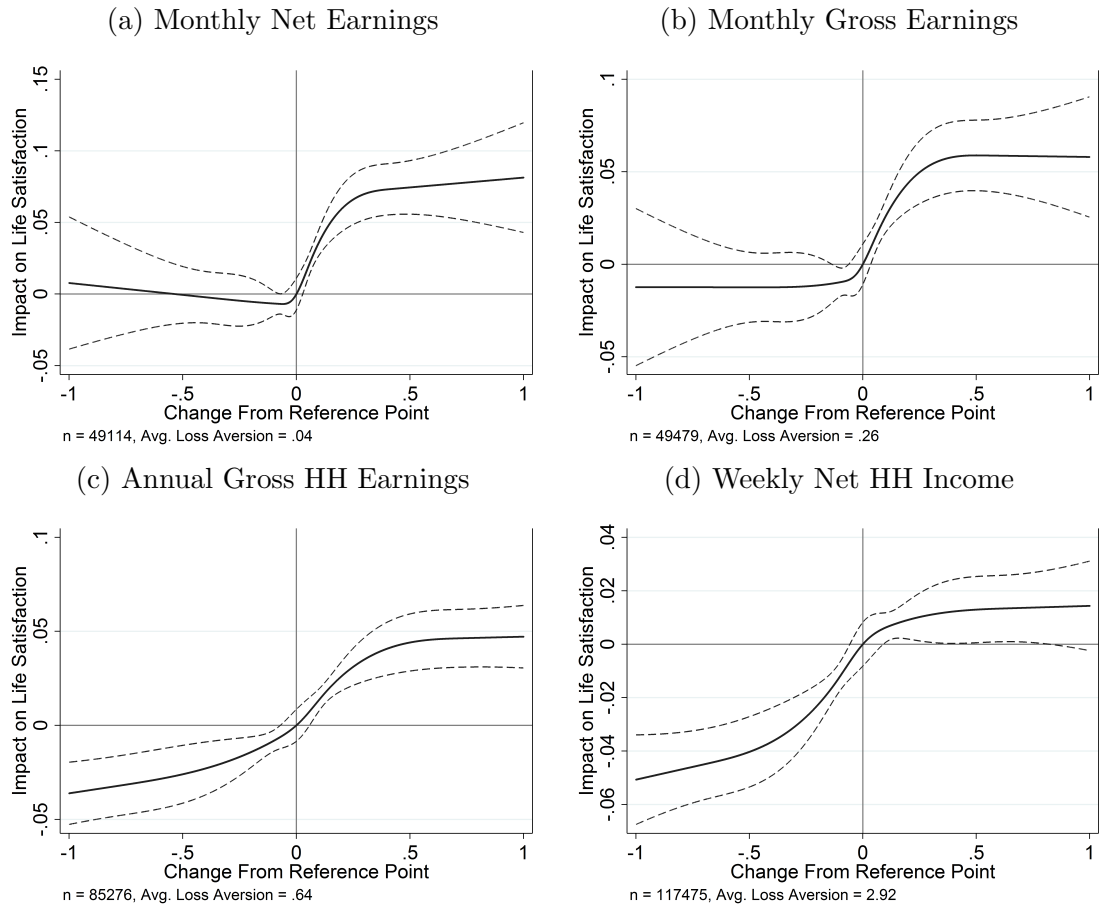 (a) Monthly Net Earnings
Impact on Life Satisfaction
.15
.1
.05
0
-.05
-1
-.5
0
.5
1
Change From Reference Point
n = 49114, Avg. Loss Aversion = .04
(b) Monthly Gross Earnings
Impact on Life Satisfaction
.1
.05
0
-.05
-1
-.5
0
.5
1
Change From Reference Point
n = 49479, Avg. Loss Aversion = .26
(c) Annual Gross HH Earnings
Impact on Life Satisfaction
.1
.05
0
-.05
-1
-.5
0
.5
1
Change From Reference Point
n = 85276, Avg. Loss Aversion = .64
(d) Weekly Net HH Income
Impact on Life Satisfaction
.04
.02
0
-.02
-.04
-.06
-1
-.5
0
.5
1
Change From Reference Point
n = 117475, Avg. Loss Aversion = 2.92